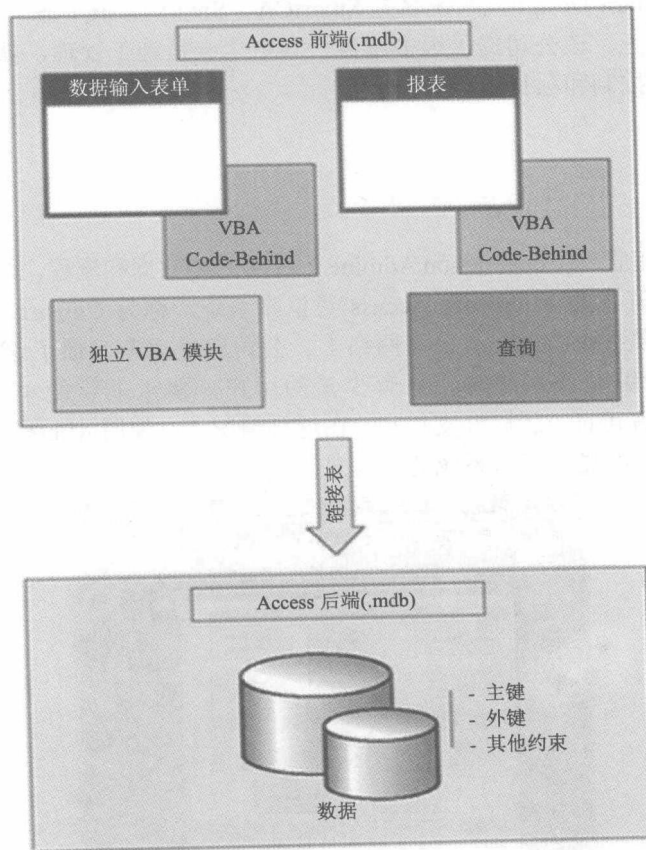 Access 前端(.mdb)
数据输入表单
报表
VBA
Code-Behind
VBA
Code-Behind
独立 VBA 模块
查询
链接表
Access 后端(.mdb)
- 主键
- 外键
- 其他约束
数据